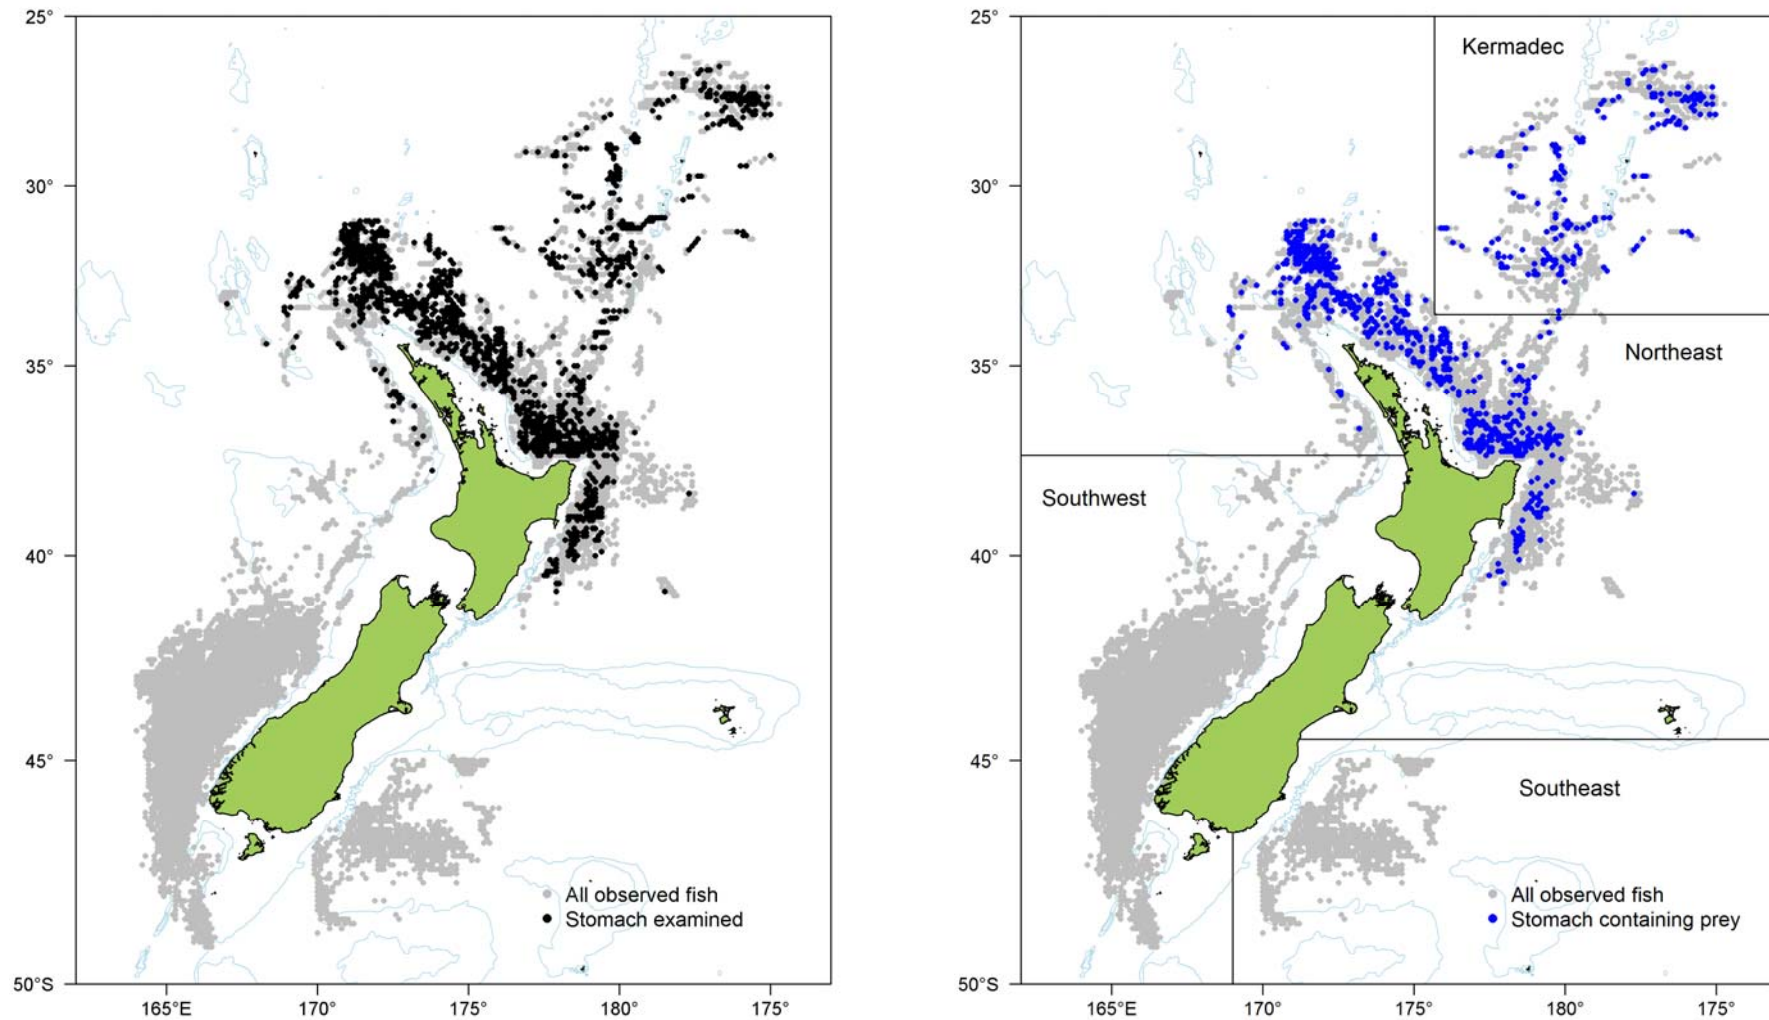 25°
30°
35°
40°
45°
50°S
165°E
170°
175°
180°
175°
All observed fish
Stomach examined
25°
30°
35°
40°
45°
50°S
165°E
170°
175°
180°
175°
Kermadec
Northeast
Southwest
Southeast
All observed fish
Stomach containing prey